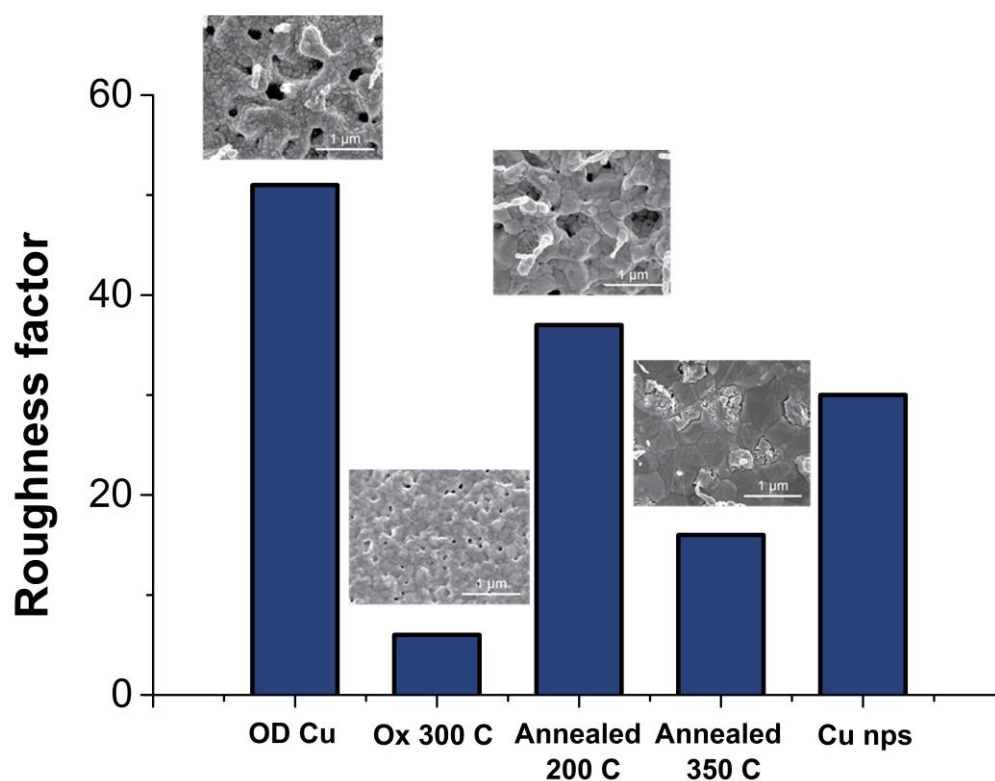 Roughness factor
60
40
20
0
1 µm
1 µm
1 µm
1 µm
OD Cu
Ox 300 C
Annealed
200 C
Annealed
350 C
Cu nps